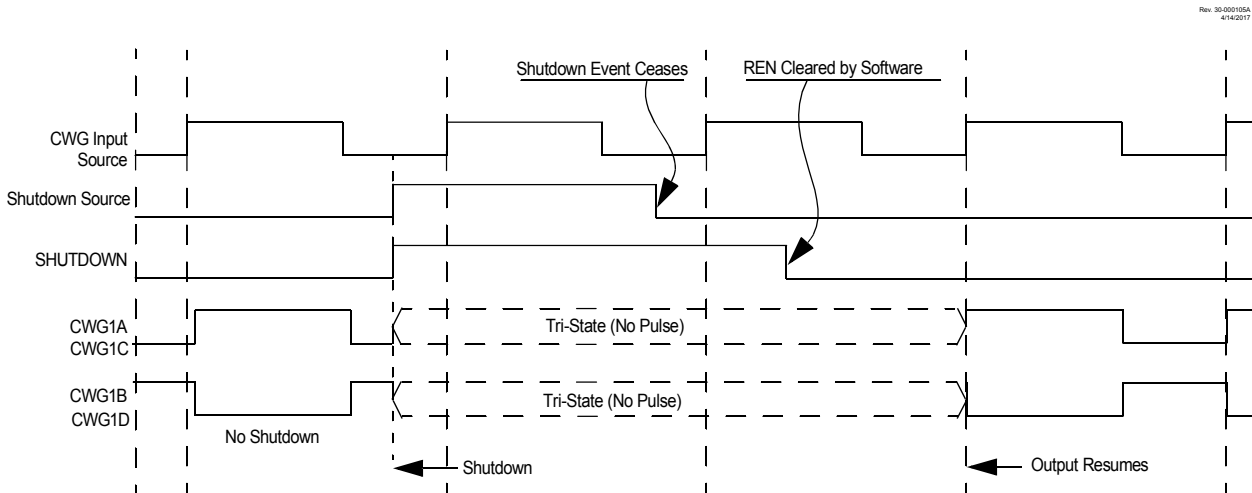 Rev. 30-000105A
4/14/2017
Shutdown Event Ceases
REN Cleared by Software
CWG Input
Source
Shutdown Source
SHUTDOWN
CWG1A
CWG1C
Tri-State (No Pulse)
CWG1B
CWG1D
Tri-State (No Pulse)
No Shutdown
Shutdown
Output Resumes